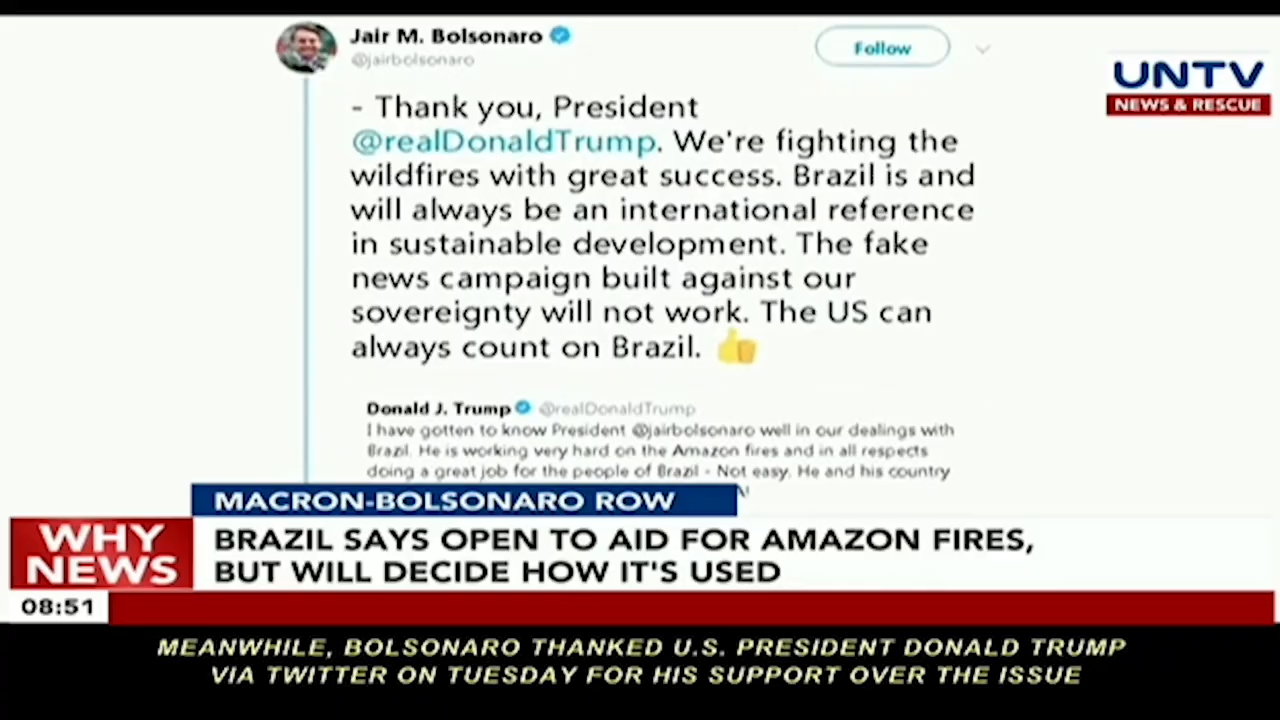 Jair M. Bolsonaro
@jairbolsonaro
Follow
UNTV
NEWS & RESCUE
- Thank you, President
@realDonaldTrump. We're fighting the
wildfires with great success. Brazil is and
will always be an international reference
in sustainable development. The fake
news campaign built against our
sovereignty will not work. The US can
always count on Brazil. 👍
Donald J. Trump @realDonaldTrump
I have gotten to know President @jairbolsonaro well in our dealings with
Brazil. He is working very hard on the Amazon fires and in all respects
doing a great job for the people of Brazil - Not easy. He and his country
MACRON-BOLSONARO ROW
WHY
NEWS
BRAZIL SAYS OPEN TO AID FOR AMAZON FIRES,
BUT WILL DECIDE HOW IT'S USED
08:51
MEANWHILE, BOLSONARO THANKED U.S. PRESIDENT DONALD TRUMP
VIA TWITTER ON TUESDAY FOR HIS SUPPORT OVER THE ISSUE